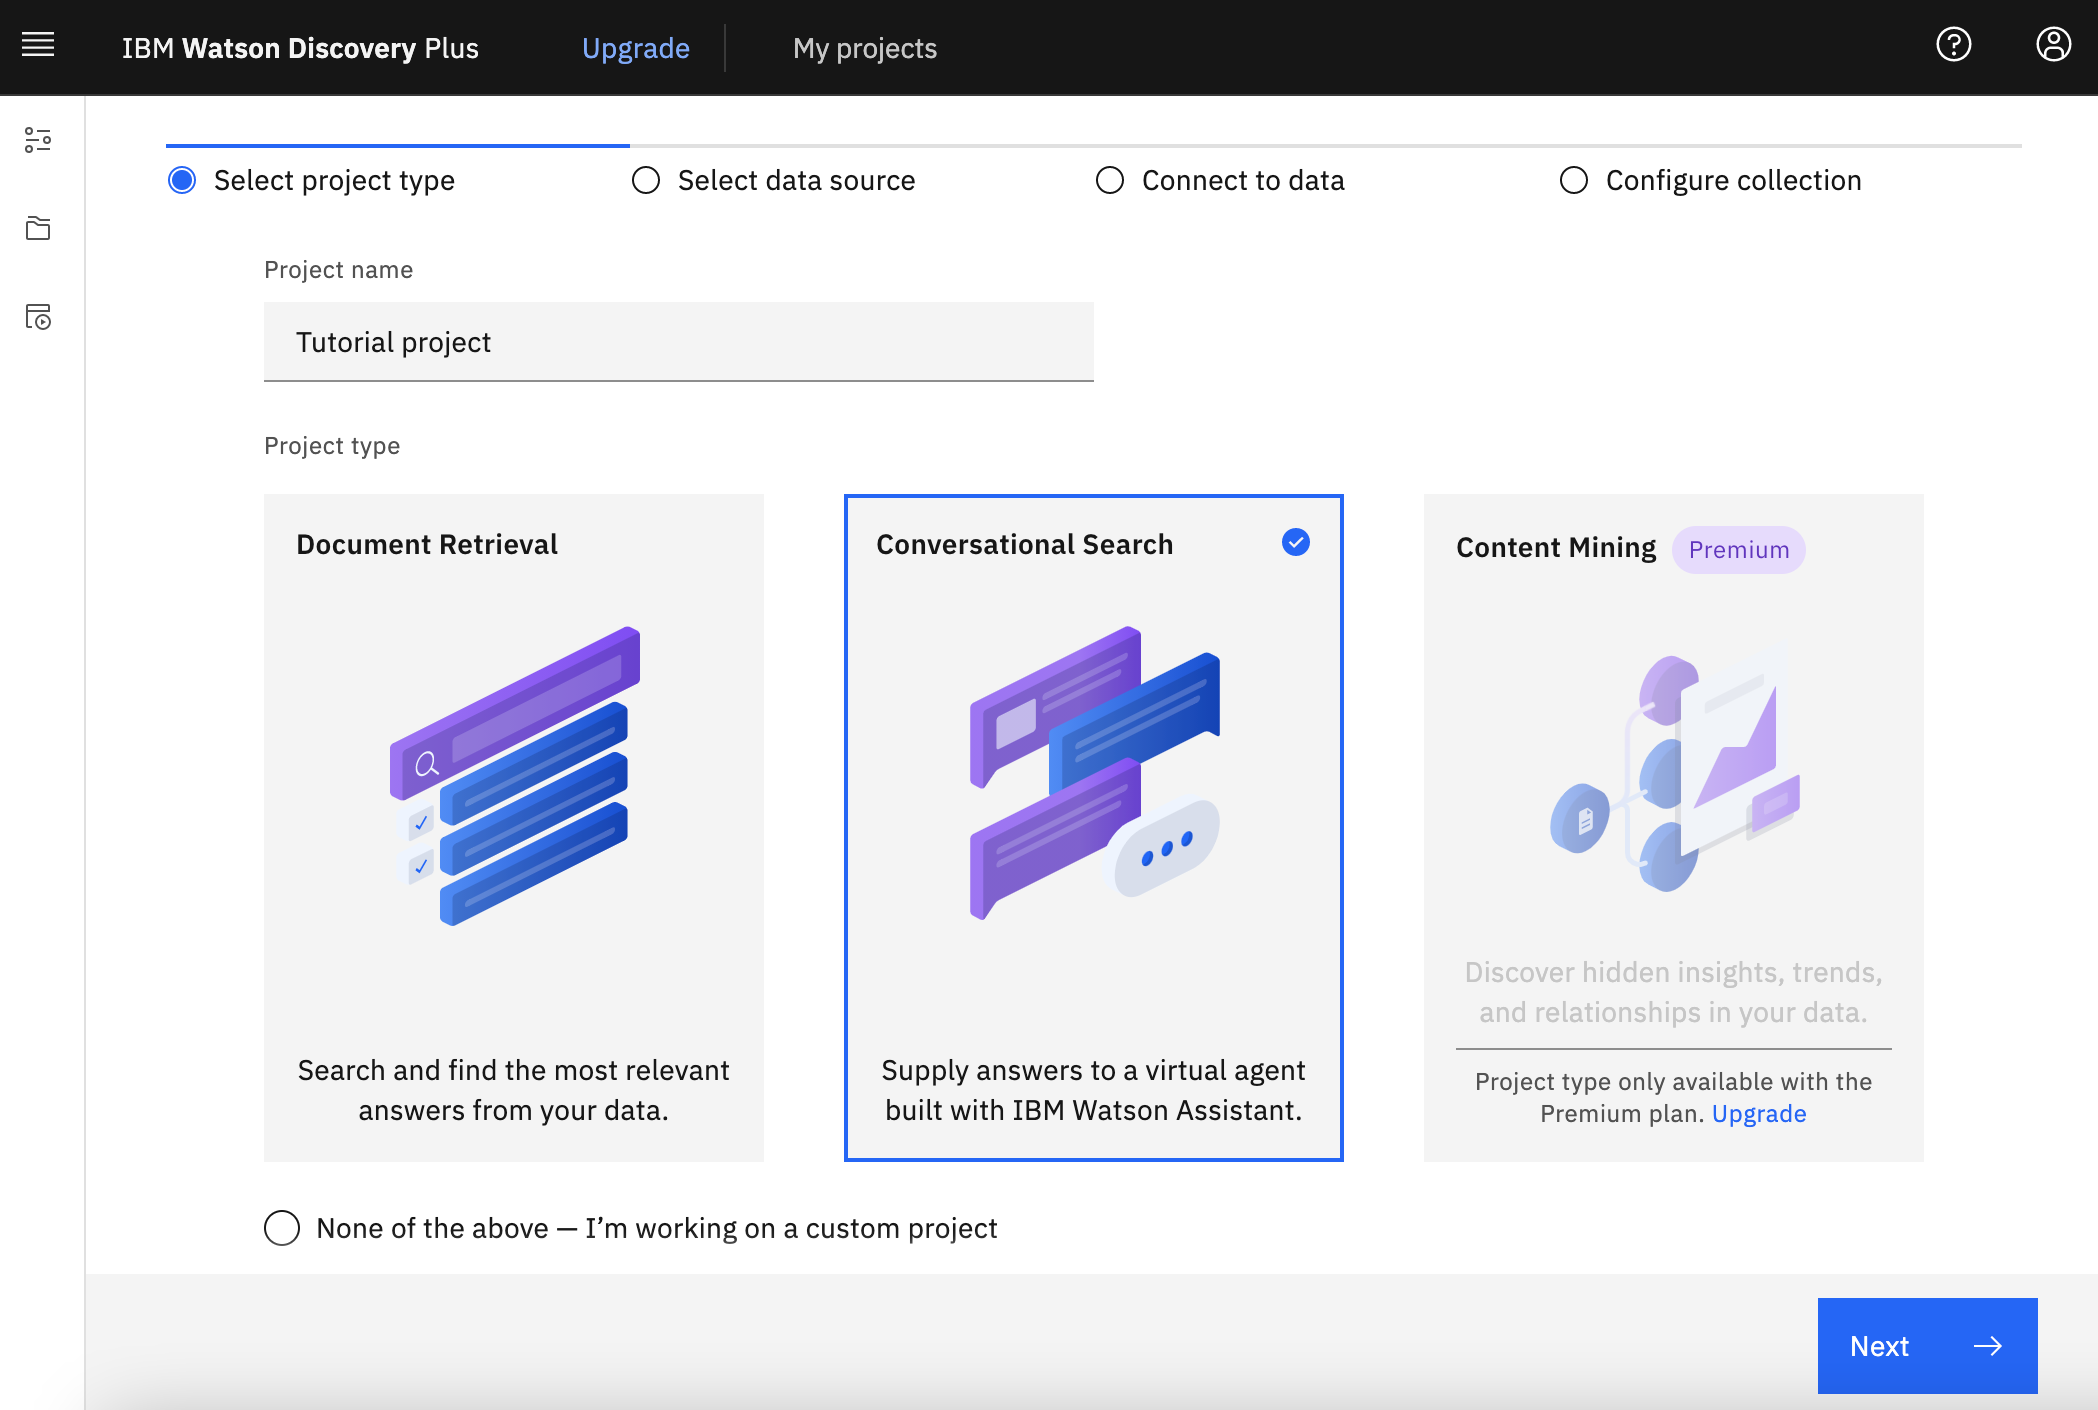 IBM Watson Discovery Plus
Upgrade
My projects
Select project type
Select data source
Connect to data
Configure collection
Project name
Tutorial project
Project type
Document Retrieval
Search and find the most relevant
answers from your data.
Conversational Search
Supply answers to a virtual agent
built with IBM Watson Assistant.
Content Mining Premium
Discover hidden insights, trends,
and relationships in your data.
Project type only available with the
Premium plan. Upgrade
None of the above — I’m working on a custom project
Next